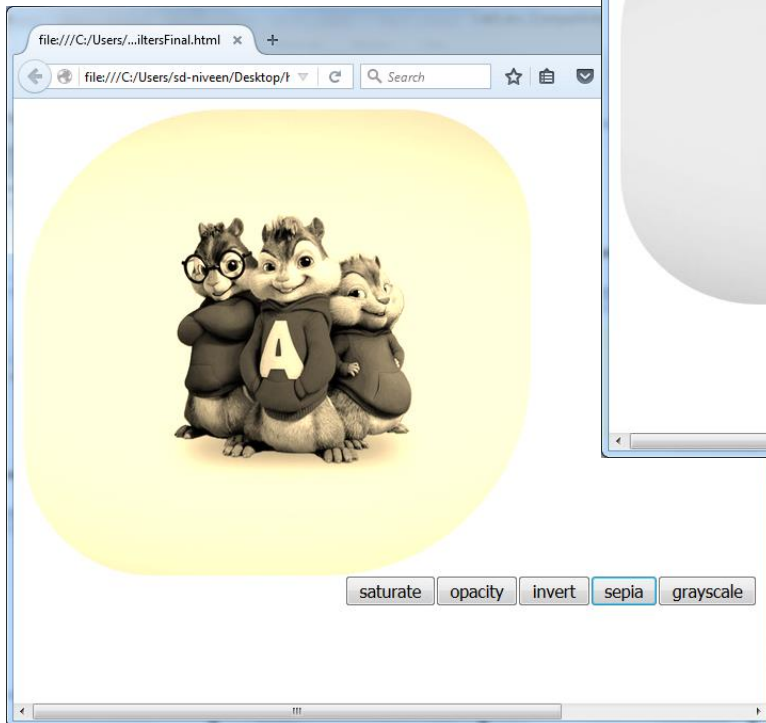 file:///C:/Users/...iltersFinal.html × +
file:///C:/Users/sd-niveen/Desktop/h
Search
A
saturate opacity invert sepia grayscale